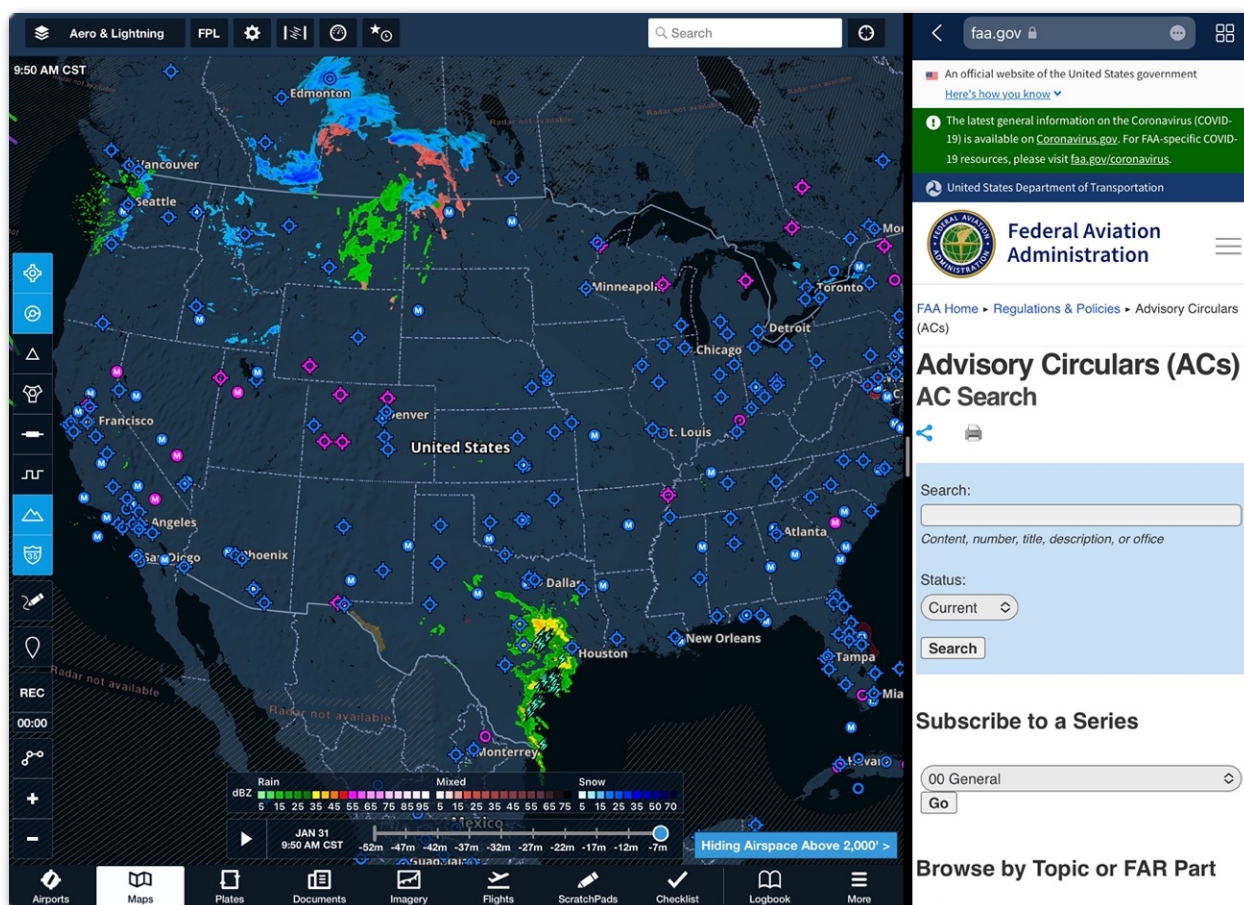 Aero & Lightning
FPL
Search
9:50 AM CST
Radar not available
Edmonton
Radar not available
Vancouver
Seattle
Minneapolis
Toronto
Detroit
Chicago
Francisco
Denver
St. Louis
United States
Angeles
Atlanta
San Diego
Phoenix
Dallas
New Orleans
Houston
Tampa
Radar not available
Radar not available
Monterrey
REC
00:00
Rain
Mixed
Snow
dBZ
5 15 25 35 45 55 65 75 85 95
5 15 25 35 45 55 65 75
5 15 25 35 50 70
Mexico
JAN 31
9:50 AM CST
-52m -47m -42m -37m -32m -27m -22m -17m -12m -7m
Hiding Airspace Above 2,000' >
Airports
Maps
Plates
Documents
Imagery
Flights
ScratchPads
Checklist
Logbook
More
faa.gov
An official website of the United States government
Here's how you know
The latest general information on the Coronavirus (COVID-
19) is available on Coronavirus.gov. For FAA-specific COVID-
19 resources, please visit faa.gov/coronavirus.
United States Department of Transportation
Federal Aviation
Administration
FAA Home ▸ Regulations & Policies ▸ Advisory Circulars
(ACs)
Advisory Circulars (ACs)
AC Search
Search:
Content, number, title, description, or office
Status:
Current
Search
Subscribe to a Series
00 General
Go
Browse by Topic or FAR Part